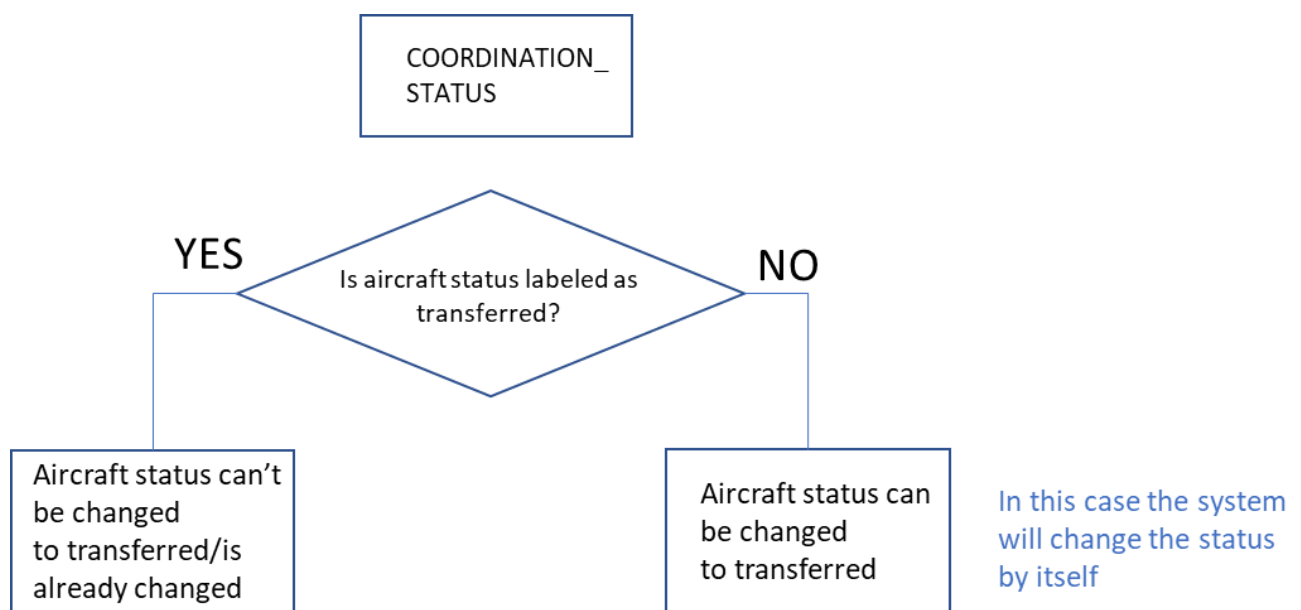 COORDINATION_
STATUS
YES
NO
Is aircraft status labeled as
transferred?
Aircraft status can't
be changed
to transferred/is
already changed
Aircraft status can
be changed
to transferred
In this case the system
will change the status
by itself